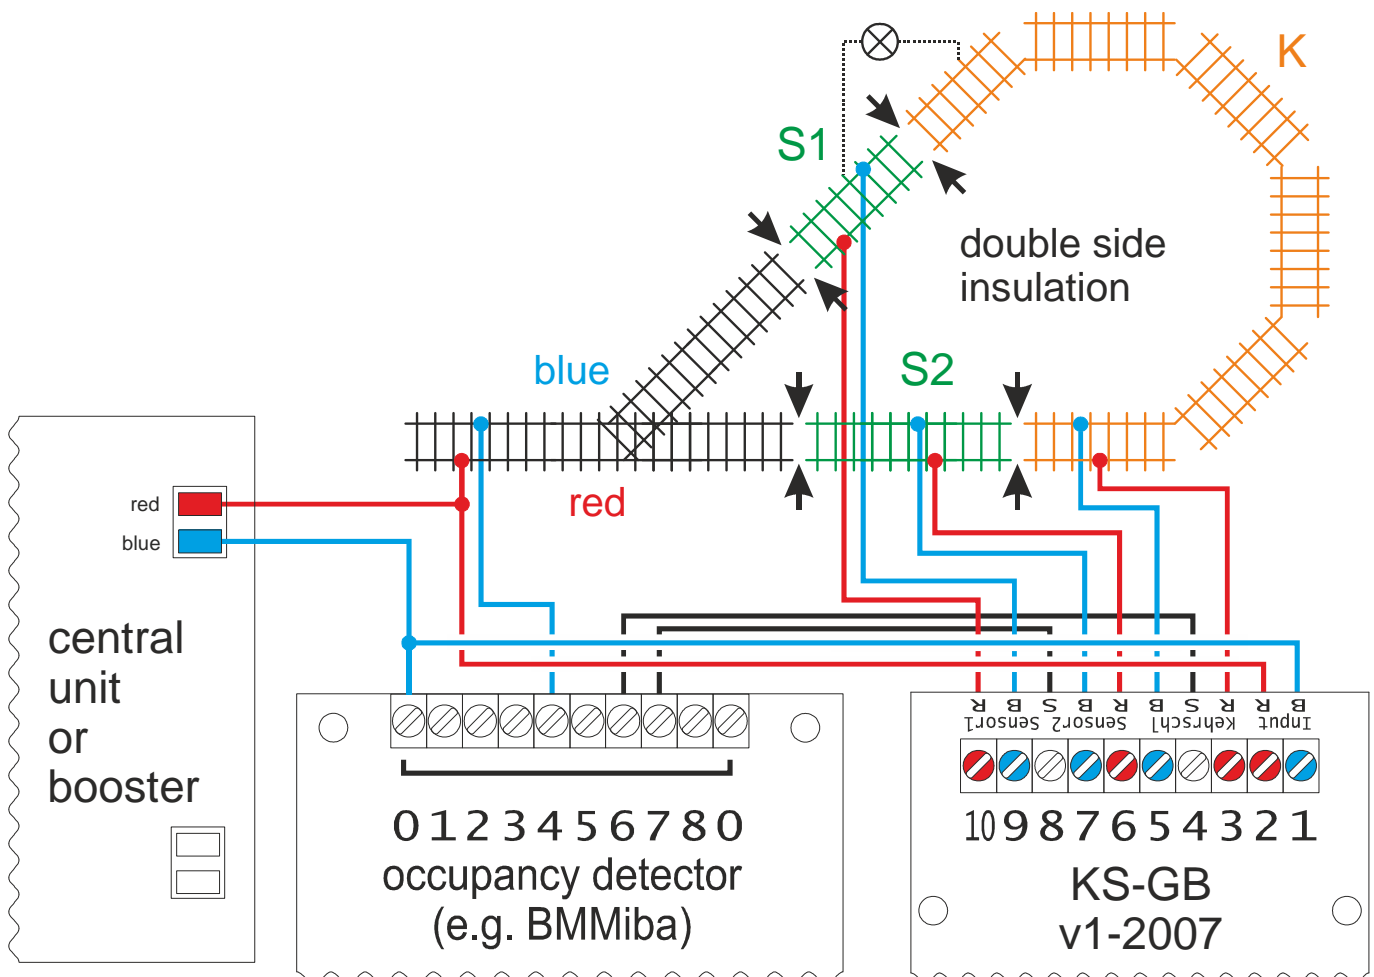 K
S1
double side
insulation
blue
S2
red
red
blue
central
unit
or
booster
R B S B R B S R R B
Sensor1 Sensor2 Kehrschl Input
0 1 2 3 4 5 6 7 8 0
10 9 8 7 6 5 4 3 2 1
occupancy detector
(e.g. BMMiba)
KS-GB
v1-2007